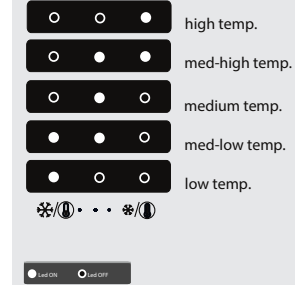 high temp.
med-high temp.
medium temp.
med-low temp.
low temp.
Led ON Led OFF